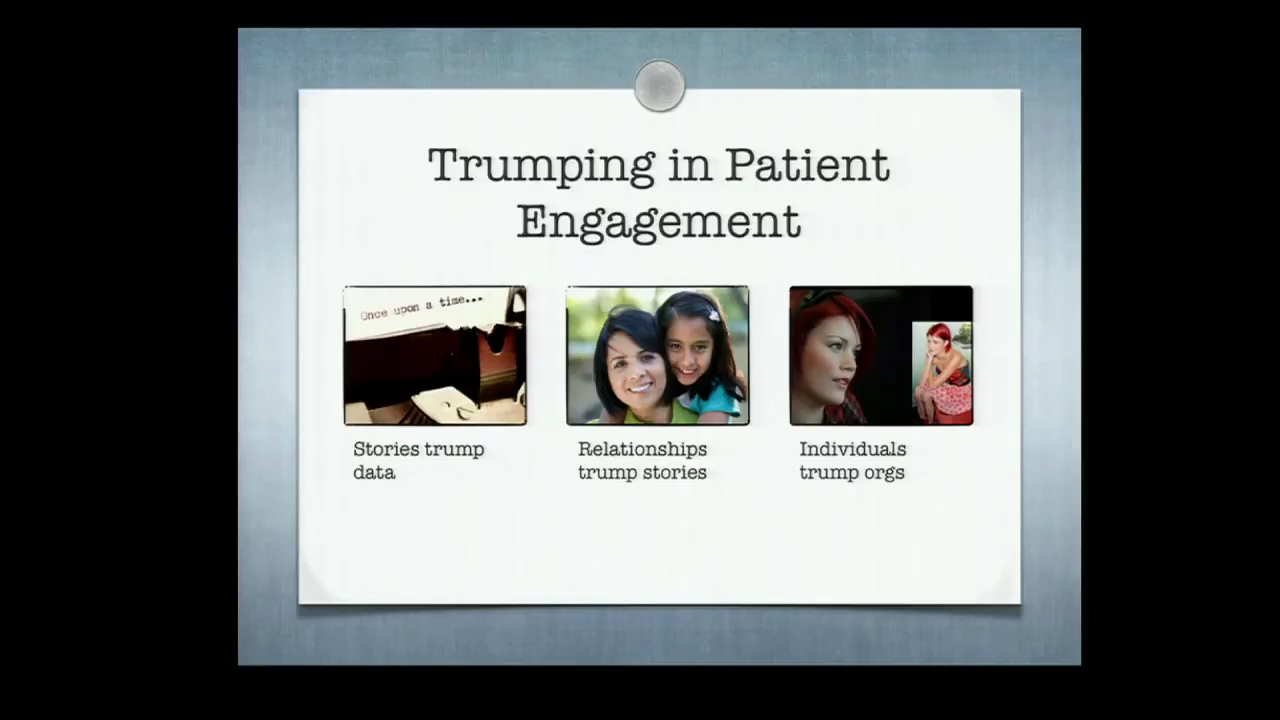 Trumping in Patient
Engagement
Once upon a time...
Stories trump
data
Relationships
trump stories
Individuals
trump orgs